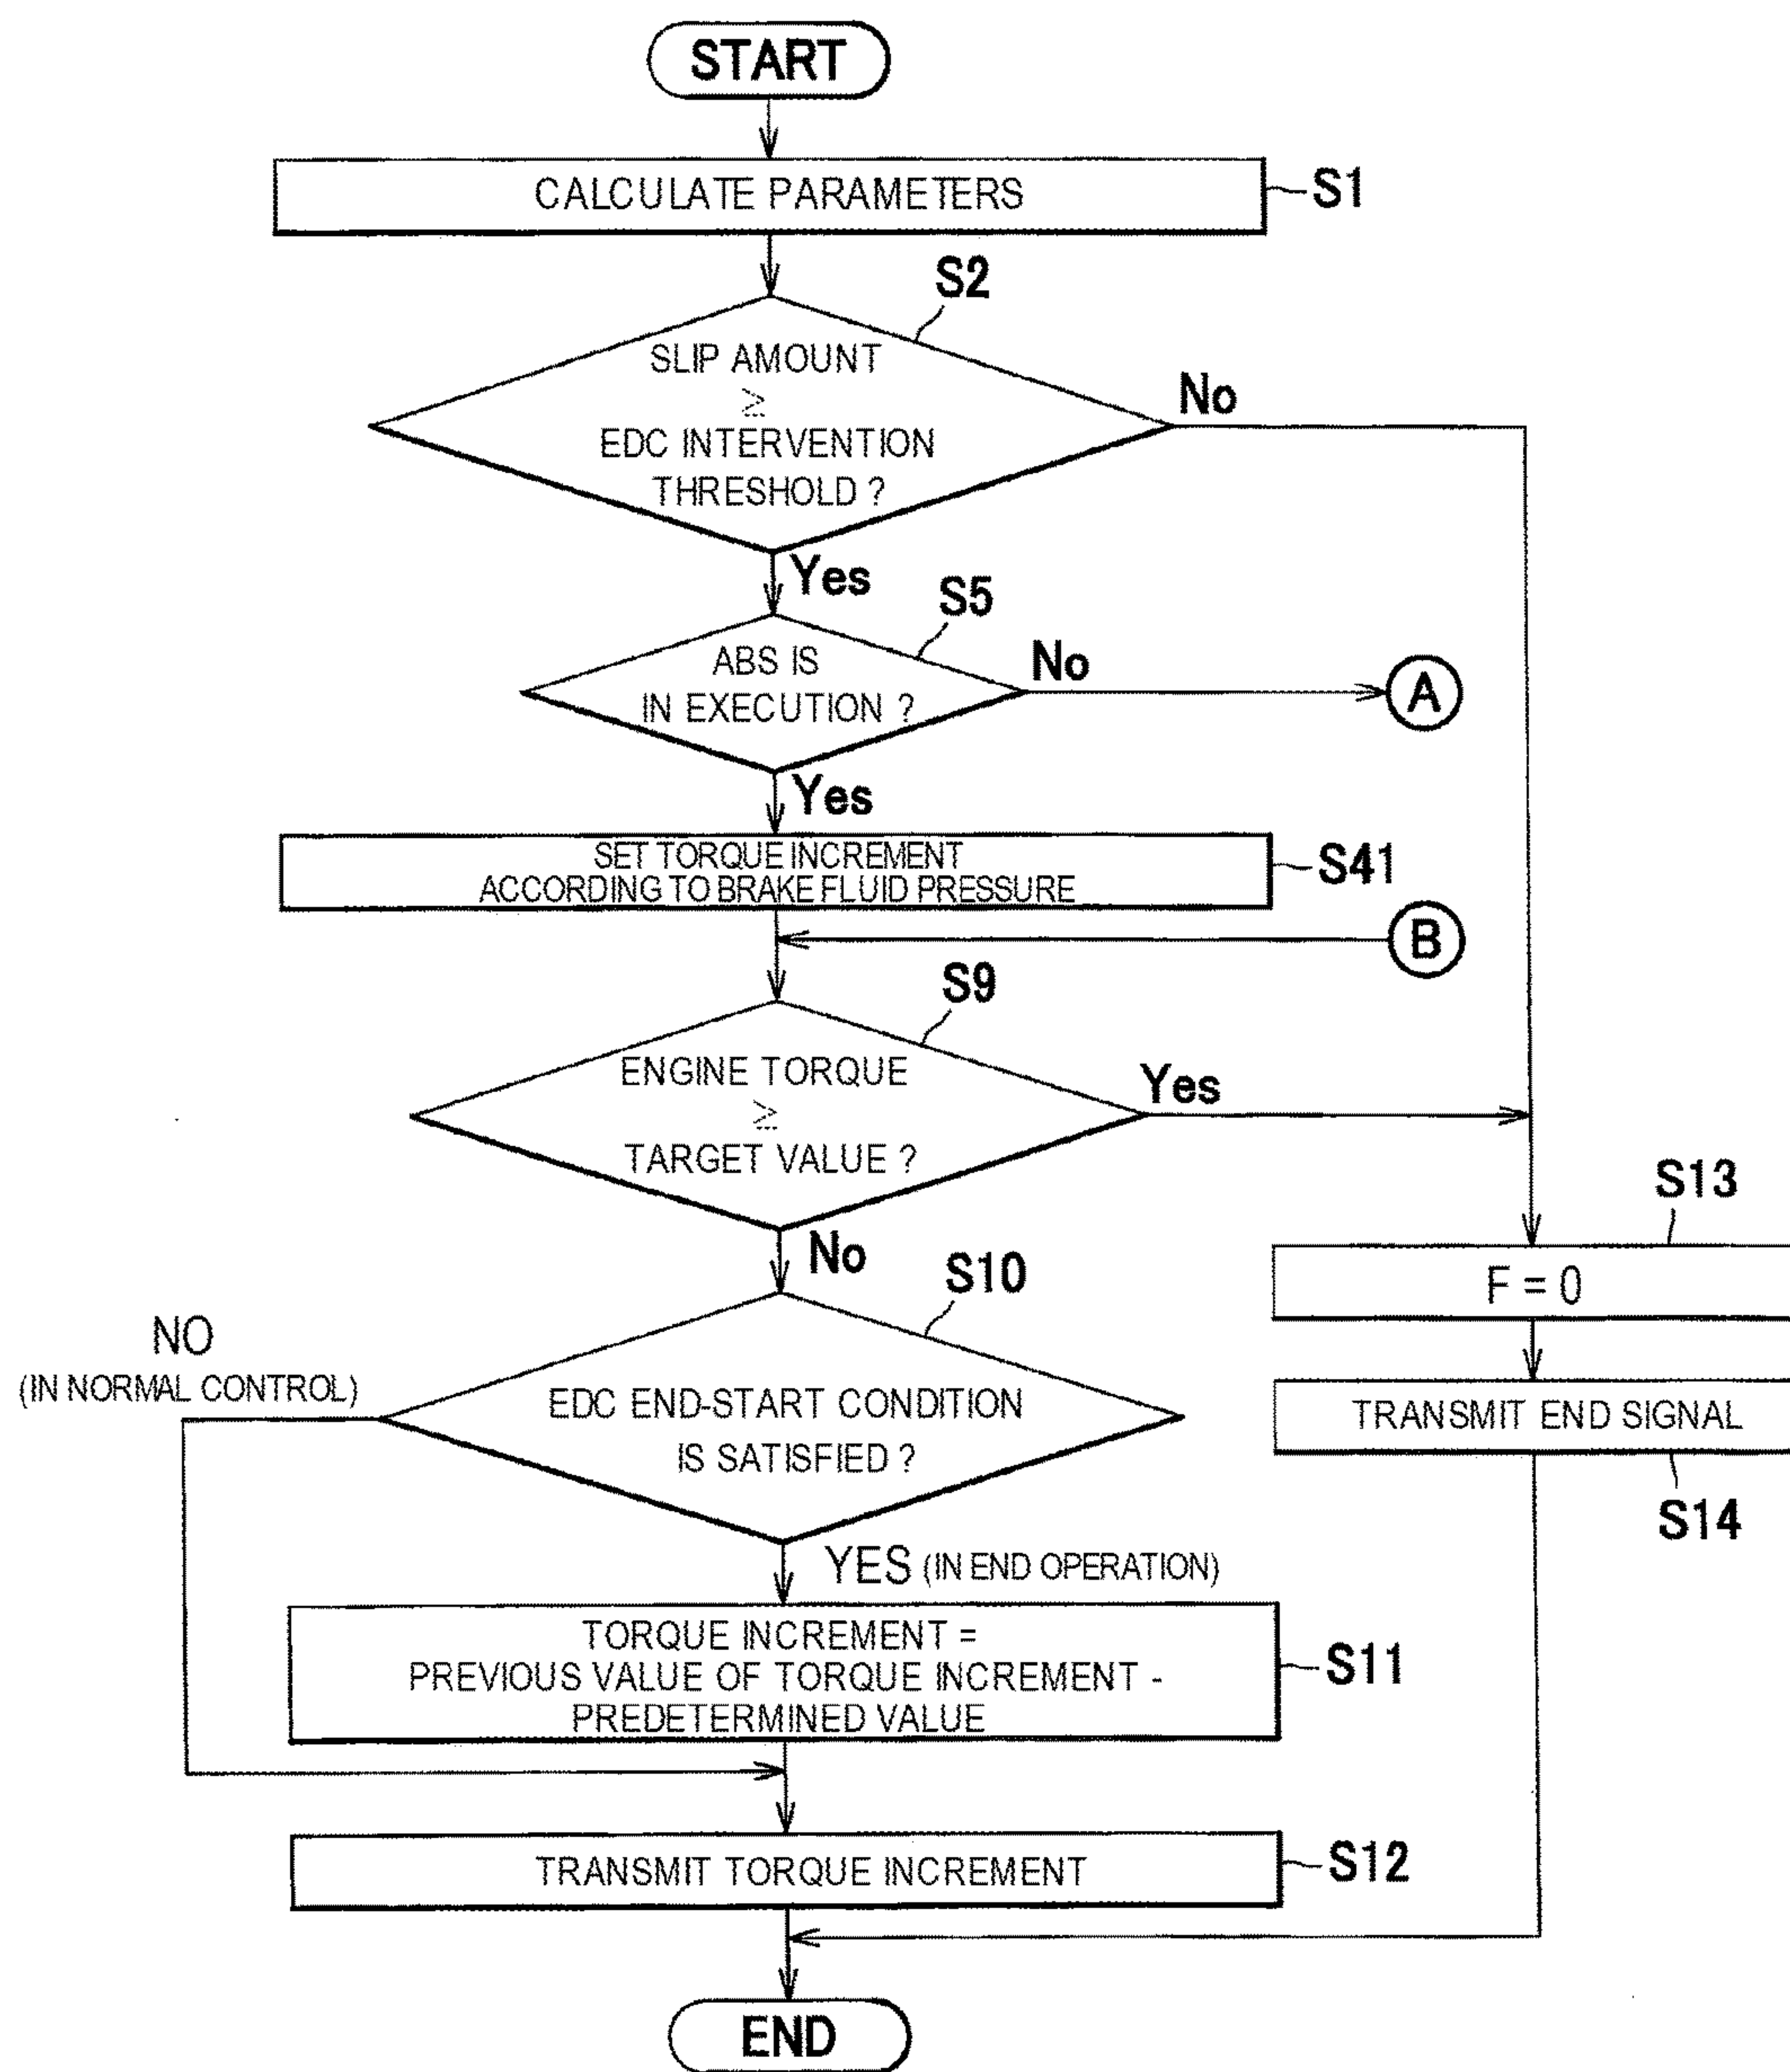 START
CALCULATE PARAMETERS
S1
S2
SLIP AMOUNT
≥
EDC INTERVENTION
THRESHOLD ?
No
Yes
S5
ABS IS
IN EXECUTION ?
No
A
Yes
SET TORQUE INCREMENT
ACCORDING TO BRAKE FLUID PRESSURE
S41
B
S9
ENGINE TORQUE
≥
TARGET VALUE ?
Yes
No
S13
F = 0
S10
NO
(IN NORMAL CONTROL)
EDC END-START CONDITION
IS SATISFIED ?
TRANSMIT END SIGNAL
S14
YES (IN END OPERATION)
TORQUE INCREMENT =
PREVIOUS VALUE OF TORQUE INCREMENT -
PREDETERMINED VALUE
S11
TRANSMIT TORQUE INCREMENT
S12
END